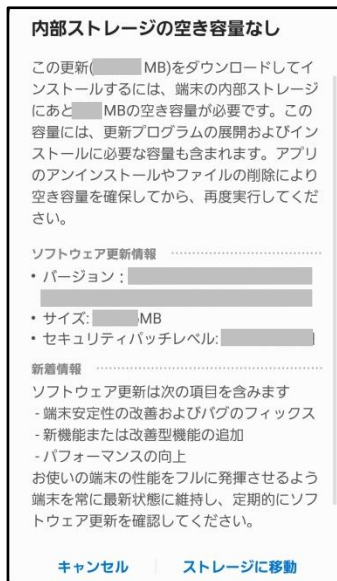 内部ストレージの空き容量なし
この更新( MB)をダウンロードしてイ
ンストールするには、端末の内部ストレージ
にあと MBの空き容量が必要です。この
容量には、更新プログラムの展開およびイン
ストールに必要な容量も含まれます。アプリ
のアンインストールやファイルの削除により
空き容量を確保してから、再度実行してくだ
さい。
ソフトウェア更新情報
・バージョン :
・サイズ: MB
・セキュリティパッチレベル:
新着情報
ソフトウェア更新は次の項目を含みます
- 端末安定性の改善およびバグのフィックス
- 新機能または改善型機能の追加
- パフォーマンスの向上
お使いの端末の性能をフルに発揮させるよう
端末を常に最新状態に維持し、定期的にソフ
トウェア更新を確認してください。
キャンセル ストレージに移動